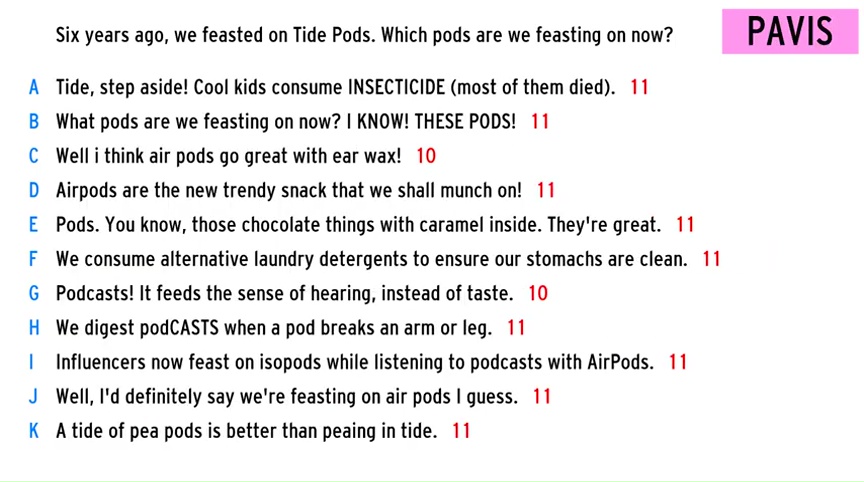 Six years ago, we feasted on Tide Pods. Which pods are we feasting on now?
PAVIS
A Tide, step aside! Cool kids consume INSECTICIDE (most of them died). 11
B What pods are we feasting on now? I KNOW! THESE PODS! 11
C Well i think air pods go great with ear wax! 10
D Airpods are the new trendy snack that we shall munch on! 11
E Pods. You know, those chocolate things with caramel inside. They're great. 11
F We consume alternative laundry detergents to ensure our stomachs are clean. 11
G Podcasts! It feeds the sense of hearing, instead of taste. 10
H We digest podCASTS when a pod breaks an arm or leg. 11
I Influencers now feast on isopods while listening to podcasts with AirPods. 11
J Well, I'd definitely say we're feasting on air pods I guess. 11
K A tide of pea pods is better than peaing in tide. 11